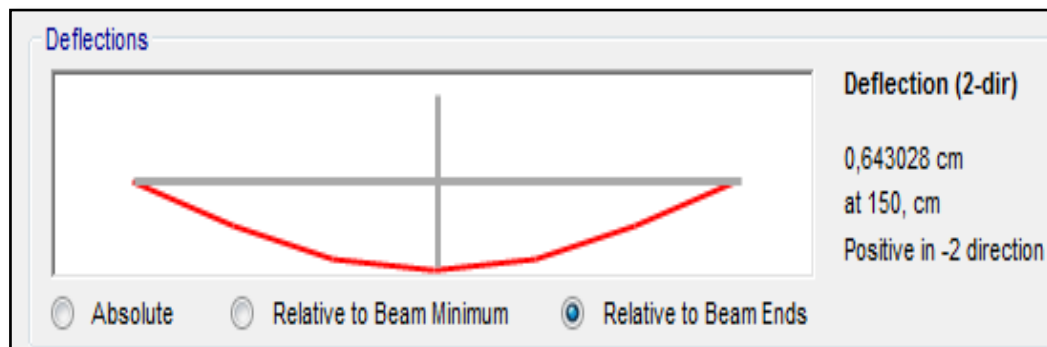 Deflections
Deflection (2-dir)
0,643028 cm
at 150, cm
Positive in -2 direction
Absolute
Relative to Beam Minimum
Relative to Beam Ends